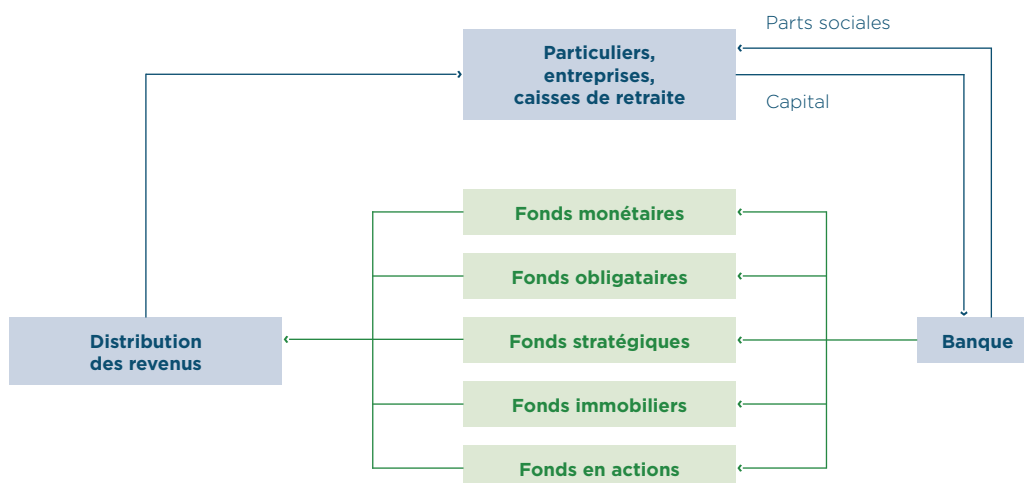 Parts sociales
Particuliers,
entreprises,
caisses de retraite
Capital
Fonds monétaires
Fonds obligataires
Distribution
des revenus
Fonds stratégiques
Banque
Fonds immobiliers
Fonds en actions